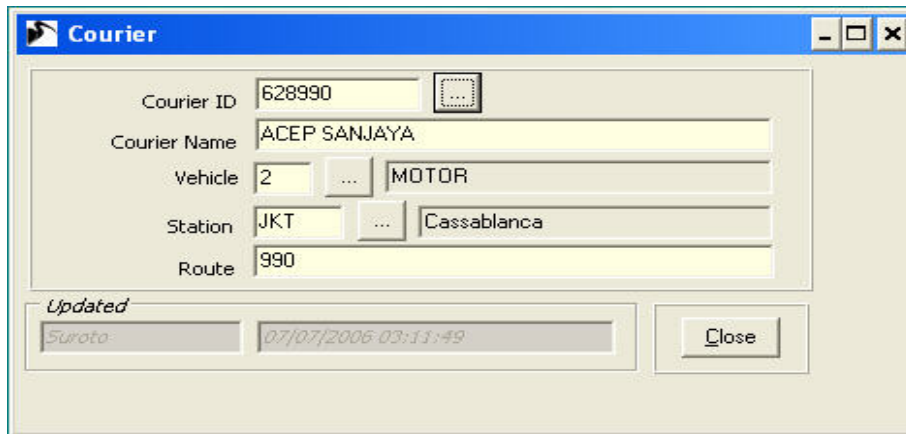 Courier
Courier ID 628990 ...
Courier Name ACEP SANJAYA
Vehicle 2 ... MOTOR
Station JKT ... Cassablanca
Route 990
Updated
Suroto 07/07/2006 03:11:49
Close